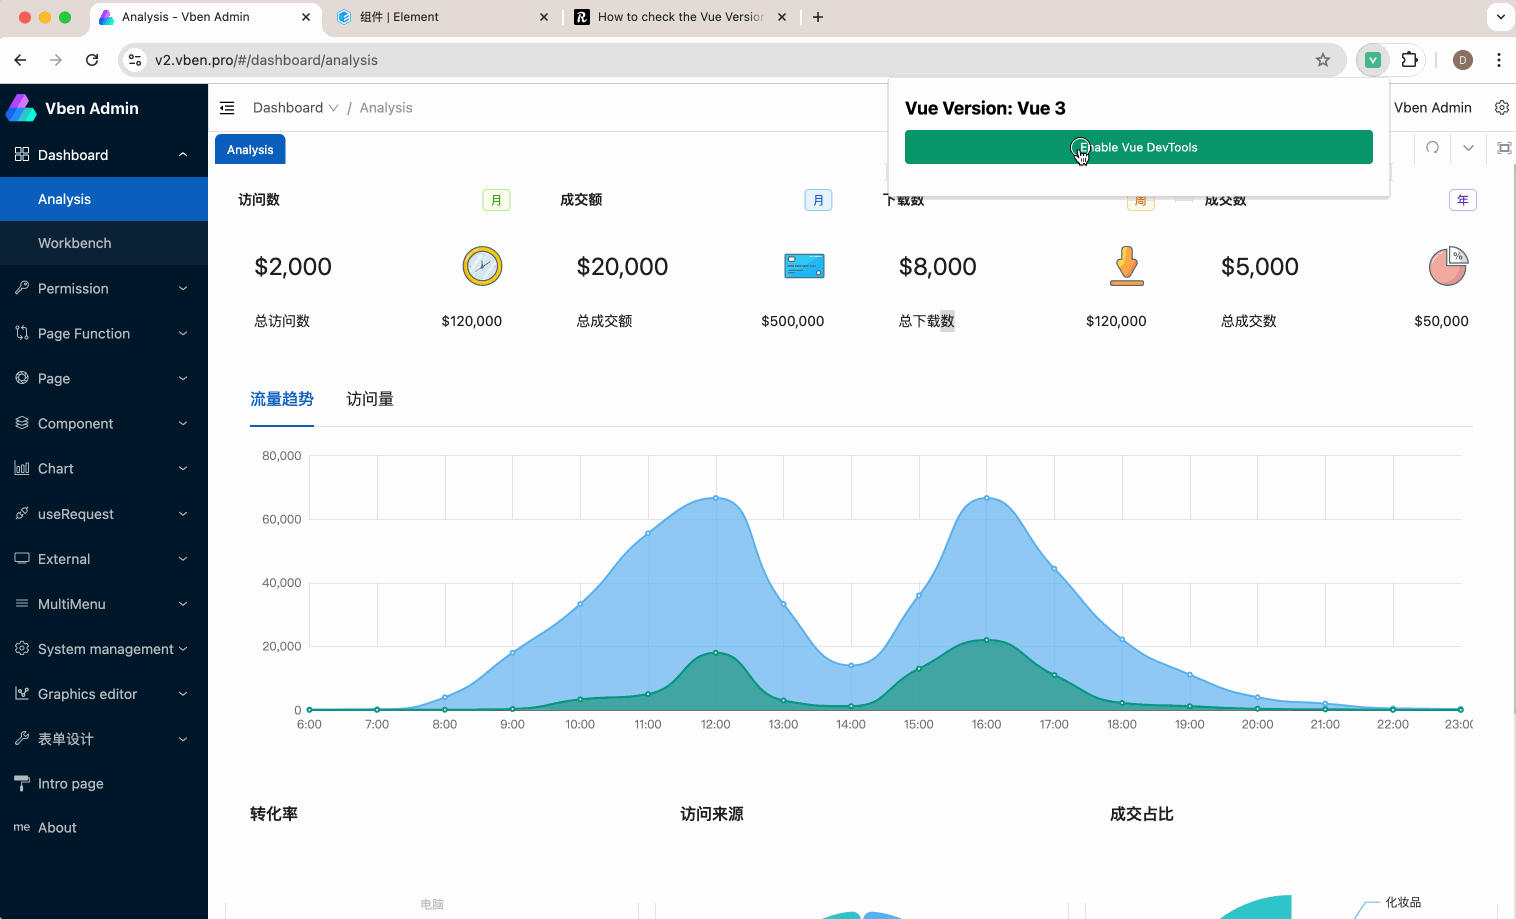 Analysis - Vben Admin
组件 | Element
How to check the Vue Version
v2.vben.pro/#/dashboard/analysis
V
D
Vben Admin
Dashboard / Analysis
Vue Version: Vue 3
Enable Vue DevTools
Vben Admin
Dashboard
Analysis
Workbench
Permission
Page Function
Page
Component
Chart
useRequest
External
MultiMenu
System management
Graphics editor
表单设计
Intro page
me About
Analysis
访问数 月
$2,000
总访问数 $120,000
成交额 月
$20,000
总成交额 $500,000
下载数 周
$8,000
总下载数 $120,000
成交数 年
$5,000
%
总成交数 $50,000
流量趋势 访问量
80,000
60,000
40,000
20,000
0
6:00 7:00 8:00 9:00 10:00 11:00 12:00 13:00 14:00 15:00 16:00 17:00 18:00 19:00 20:00 21:00 22:00 23:00
转化率 访问来源 成交占比
电脑
化妆品